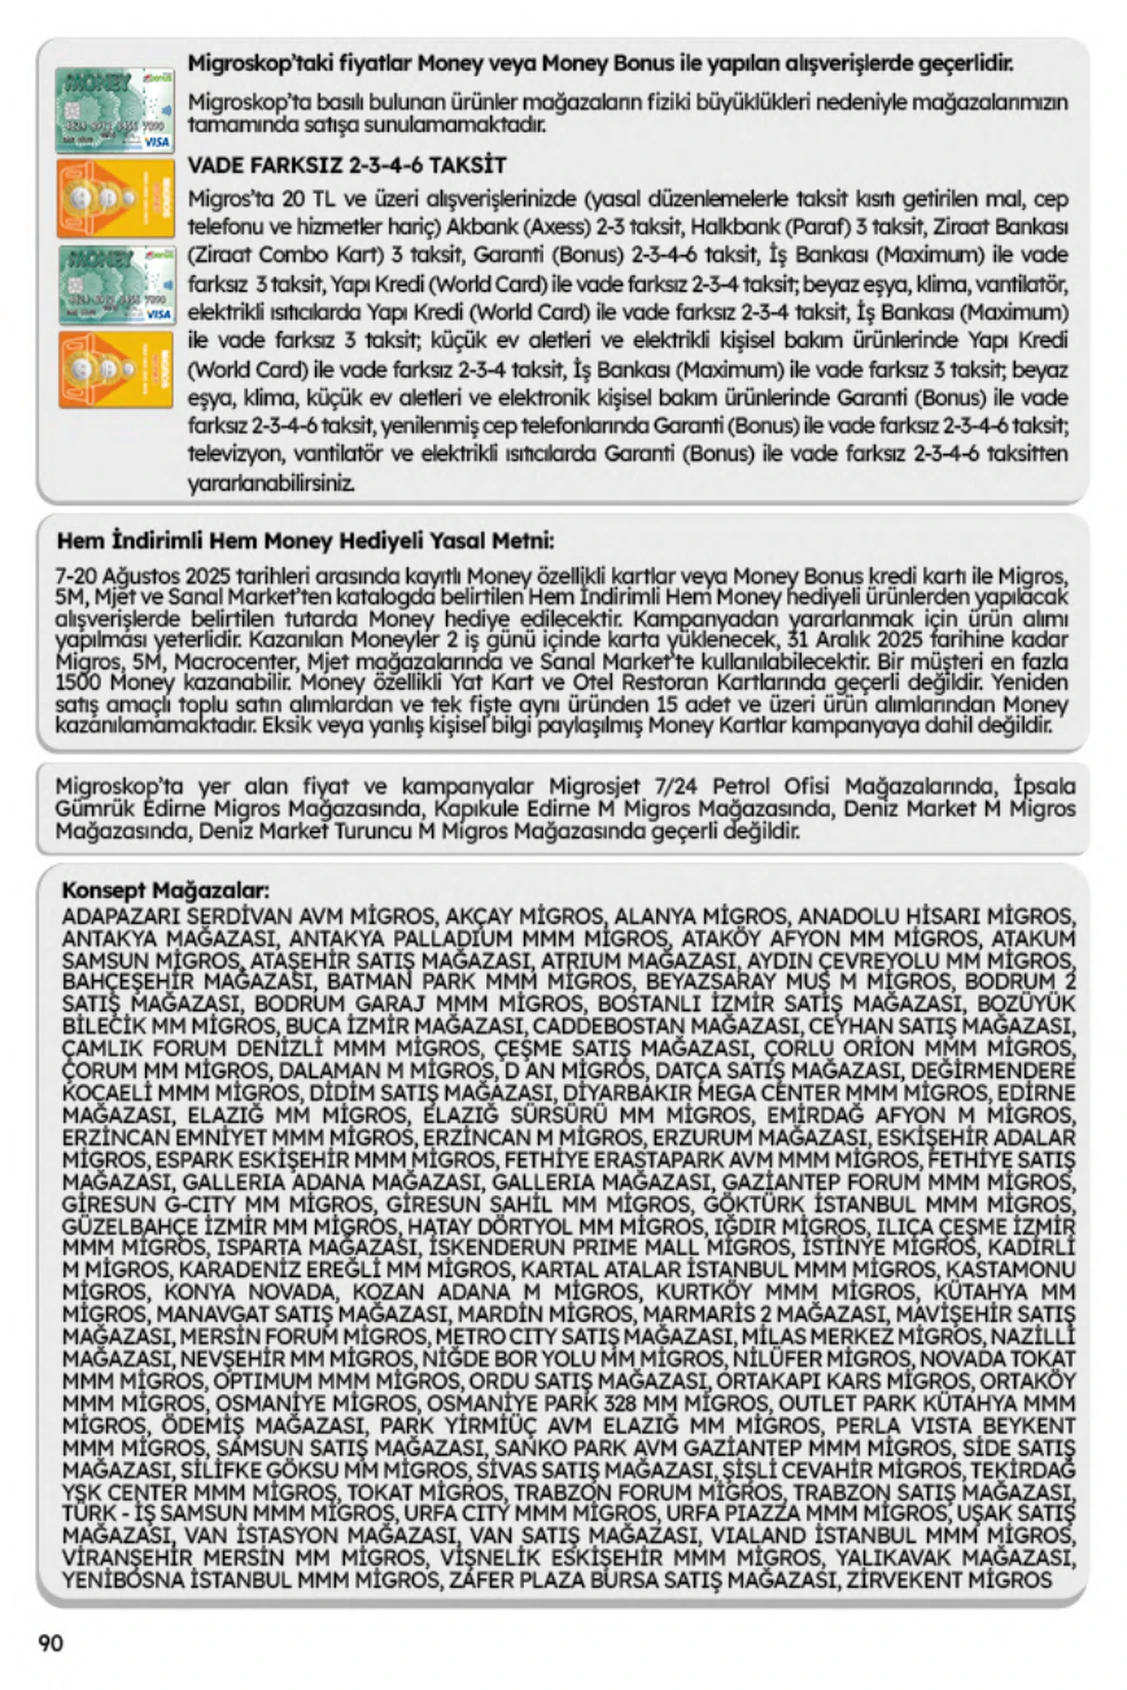 Migroskop'taki fiyatlar Money veya Money Bonus ile yapılan alışverişlerde geçerlidir.
Migroskop'ta basılı bulunan ürünler mağazaların fiziki büyüklükleri nedeniyle mağazalarımızın
tamamında satışa sunulamamaktadır.
MONEY
bonus
VISA
VADE FARKSIZ 2-3-4-6 TAKSİT
Migros'ta 20 TL ve üzeri alışverişlerinizde (yasal düzenlemelerle taksit kısıtı getirilen mal, cep
telefonu ve hizmetler hariç) Akbank (Axess) 2-3 taksit, Halkbank (Paraf) 3 taksit, Ziraat Bankası
(Ziraat Combo Kart) 3 taksit, Garanti (Bonus) 2-3-4-6 taksit, İş Bankası (Maximum) ile vade
farksız 3 taksit, Yapı Kredi (World Card) ile vade farksız 2-3-4 taksit; beyaz eşya, klima, vantilatör,
elektrikli ısıtıcılarda Yapı Kredi (World Card) ile vade farksız 2-3-4 taksit, İş Bankası (Maximum)
ile vade farksız 3 taksit; küçük ev aletleri ve elektrikli kişisel bakım ürünlerinde Yapı Kredi
(World Card) ile vade farksız 2-3-4 taksit, İş Bankası (Maximum) ile vade farksız 3 taksit; beyaz
eşya, klima, küçük ev aletleri ve elektronik kişisel bakım ürünlerinde Garanti (Bonus) ile vade
farksız 2-3-4-6 taksit, yenilenmiş cep telefonlarında Garanti (Bonus) ile vade farksız 2-3-4-6 taksit;
televizyon, vantilatör ve elektrikli ısıtıcılarda Garanti (Bonus) ile vade farksız 2-3-4-6 taksitten
yararlanabilirsiniz.
MONEY
bonus
VISA
Hem İndirimli Hem Money Hediyeli Yasal Metni:
7-20 Ağustos 2025 tarihleri arasında kayıtlı Money özellikli kartlar veya Money Bonus kredi kartı ile Migros,
5M, Mjet ve Sanal Market'ten katalogda belirtilen Hem İndirimli Hem Money hediyeli ürünlerden yapılacak
alışverişlerde belirtilen tutarda Money hediye edilecektir. Kampanyadan yararlanmak için ürün alımı
yapılması yeterlidir. Kazanılan Moneyler 2 iş günü içinde karta yüklenecek, 31 Aralık 2025 tarihine kadar
Migros, 5M, Macrocenter, Mjet mağazalarında ve Sanal Market'te kullanılabilecektir. Bir müşteri en fazla
1500 Money kazanabilir. Money özellikli Yat Kart ve Otel Restoran Kartlarında geçerli değildir. Yeniden
satış amaçlı toplu satın alımlardan ve tek fişte aynı üründen 15 adet ve üzeri ürün alımlarından Money
kazanılamamaktadır. Eksik veya yanlış kişisel bilgi paylaşılmış Money Kartlar kampanyaya dahil değildir.
Migroskop'ta yer alan fiyat ve kampanyalar Migrosjet 7/24 Petrol Ofisi Mağazalarında, İpsala
Gümrük Edirne Migros Mağazasında, Kapıkule Edirne M Migros Mağazasında, Deniz Market M Migros
Mağazasında, Deniz Market Turuncu M Migros Mağazasında geçerli değildir.
Konsept Mağazalar:
ADAPAZARI SERDİVAN AVM MİGROS, AKÇAY MİGROS, ALANYA MİGROS, ANADOLU HİSARI MİGROS,
ANTAKYA MAĞAZASI, ANTAKYA PALLADİUM MMM MİGROS, ATAKÖY AFYON MM MİGROS, ATAKUM
SAMSUN MİGROS, ATAŞEHİR SATIŞ MAĞAZASI, ATRIUM MAĞAZASI, AYDIN ÇEVREYOLU MM MİGROS,
BAHÇEŞEHİR MAĞAZASI, BATMAN PARK MMM MİGROS, BEYAZSARAY MUŞ M MİGROS, BODRUM 2
SATIŞ MAĞAZASI, BODRUM GARAJ MMM MİGROS, BOSTANLI İZMİR SATIŞ MAĞAZASI, BOZÜYÜK
BİLECİK MM MİGROS, BUCA İZMİR MAĞAZASI, CADDEBOSTAN MAĞAZASI, CEYHAN SATIŞ MAĞAZASI,
ÇAMLIK FORUM DENİZLİ MMM MİGROS, ÇEŞME SATIŞ MAĞAZASI, ÇORLU ORİON MMM MİGROS,
ÇORUM MM MİGROS, DALAMAN M MİGROS, D AN MİGROS, DATÇA SATIŞ MAĞAZASI, DEĞİRMENDERE
KOCAELİ MMM MİGROS, DİDİM SATIŞ MAĞAZASI, DİYARBAKIR MEGA CENTER MMM MİGROS, EDİRNE
MAĞAZASI, ELAZIĞ MM MİGROS, ELAZIĞ SÜRSÜRÜ MM MİGROS, EMİRDAĞ AFYON M MİGROS,
ERZİNCAN EMNİYET MMM MİGROS, ERZİNCAN M MİGROS, ERZURUM MAĞAZASI, ESKİŞEHİR ADALAR
MİGROS, ESPARK ESKİŞEHİR MMM MİGROS, FETHİYE ERASTAPARK AVM MMM MİGROS, FETHİYE SATIŞ
MAĞAZASI, GALLERIA ADANA MAĞAZASI, GALLERIA MAĞAZASI, GAZİANTEP FORUM MMM MİGROS,
GİRESUN G-CITY MM MİGROS, GİRESUN SAHİL MM MİGROS, GÖKTÜRK İSTANBUL MMM MİGROS,
GÜZELBAHÇE İZMİR MM MİGROS, HATAY DÖRTYOL MM MİGROS, IĞDIR MİGROS, ILICA ÇEŞME İZMİR
MMM MİGROS, ISPARTA MAĞAZASI, İSKENDERUN PRIME MALL MİGROS, İSTİNYE MİGROS, KADİRLİ
M MİGROS, KARADENİZ EREĞLİ MM MİGROS, KARTAL ATALAR İSTANBUL MMM MİGROS, KASTAMONU
MİGROS, KONYA NOVADA, KOZAN ADANA M MİGROS, KURTKÖY MMM MİGROS, KÜTAHYA MM
MİGROS, MANAVGAT SATIŞ MAĞAZASI, MARDİN MİGROS, MARMARİS 2 MAĞAZASI, MAVİŞEHİR SATIŞ
MAĞAZASI, MERSİN FORUM MİGROS, METRO CITY SATIŞ MAĞAZASI, MİLAS MERKEZ MİGROS, NAZİLLİ
MAĞAZASI, NEVŞEHİR MM MİGROS, NİĞDE BOR YOLU MM MİGROS, NİLÜFER MİGROS, NOVADA TOKAT
MMM MİGROS, OPTIMUM MMM MİGROS, ORDU SATIŞ MAĞAZASI, ORTAKAPI KARS MİGROS, ORTAKÖY
MMM MİGROS, OSMANİYE MİGROS, OSMANİYE PARK 328 MM MİGROS, OUTLET PARK KÜTAHYA MMM
MİGROS, ÖDEMİŞ MAĞAZASI, PARK YİRMİÜÇ AVM ELAZIĞ MM MİGROS, PERLA VISTA BEYKENT
MMM MİGROS, SAMSUN SATIŞ MAĞAZASI, SANKO PARK AVM GAZİANTEP MMM MİGROS, SİDE SATIŞ
MAĞAZASI, SİLİFKE GÖKSU MM MİGROS, SİVAS SATIŞ MAĞAZASI, ŞİŞLİ CEVAHİR MİGROS, TEKİRDAĞ
YŞK CENTER MMM MİGROS, TOKAT MİGROS, TRABZON FORUM MİGROS, TRABZON SATIŞ MAĞAZASI,
TÜRK - İŞ SAMSUN MMM MİGROS, URFA CITY MMM MİGROS, URFA PIAZZA MMM MİGROS, UŞAK SATIŞ
MAĞAZASI, VAN İSTASYON MAĞAZASI, VAN SATIŞ MAĞAZASI, VIALAND İSTANBUL MMM MİGROS,
VİRANŞEHİR MERSİN MM MİGROS, VİŞNELİK ESKİŞEHİR MMM MİGROS, YALIKAVAK MAĞAZASI,
YENİBOSNA İSTANBUL MMM MİGROS, ZAFER PLAZA BURSA SATIŞ MAĞAZASI, ZİRVEKENT MİGROS
90